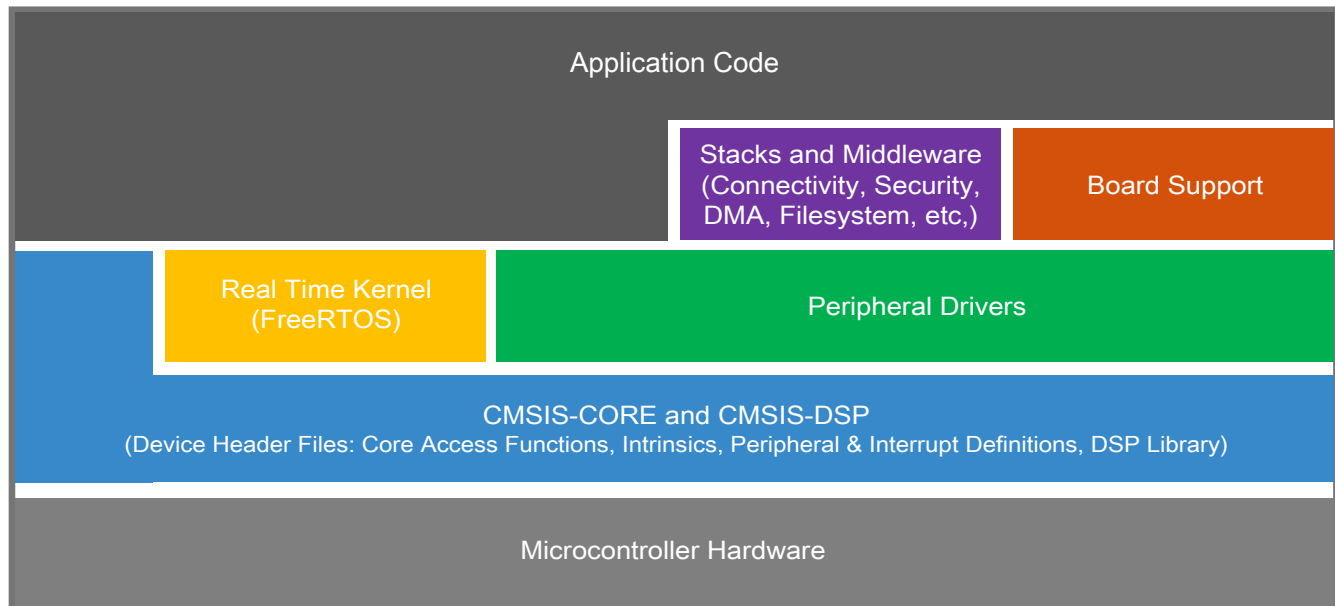 Application Code
Stacks and Middleware
(Connectivity, Security,
DMA, Filesystem, etc,)
Board Support
Real Time Kernel
(FreeRTOS)
Peripheral Drivers
CMSIS-CORE and CMSIS-DSP
(Device Header Files: Core Access Functions, Intrinsics, Peripheral & Interrupt Definitions, DSP Library)
Microcontroller Hardware